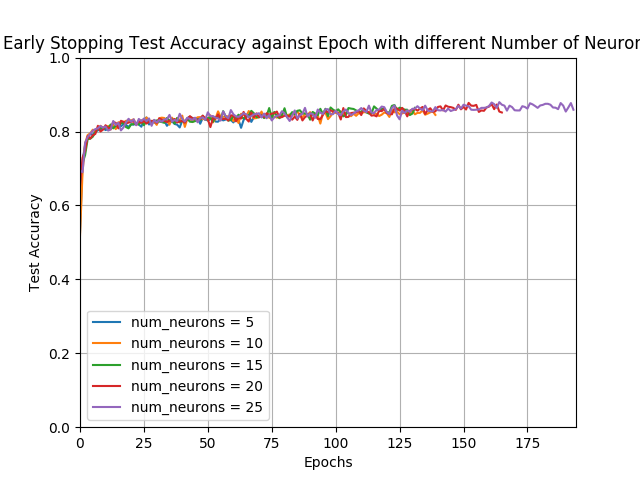 Early Stopping Test Accuracy against Epoch with different Number of Neuron
1.0
0.8
0.6
0.4
0.2
0.0
Test Accuracy
num_neurons = 5
num_neurons = 10
num_neurons = 15
num_neurons = 20
num_neurons = 25
0 25 50 75 100 125 150 175
Epochs